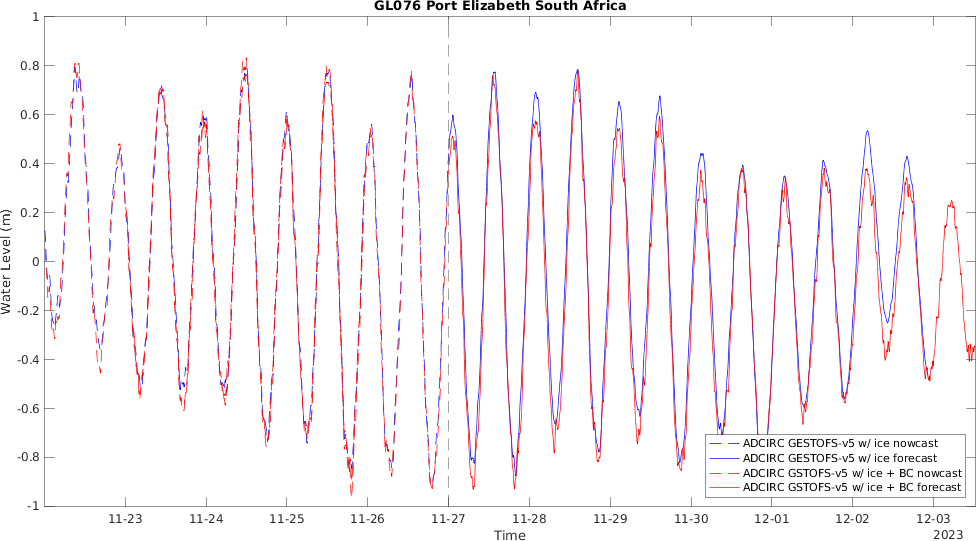 GL076 Port Elizabeth South Africa
1
0.8
0.6
0.4
0.2
0
-0.2
-0.4
-0.6
-0.8
-1
Water Level (m)
11-23 11-24 11-25 11-26 11-27 11-28 11-29 11-30 12-01 12-02 12-03
Time
2023
ADCIRC GESTOFS-v5 w/ ice nowcast
ADCIRC GESTOFS-v5 w/ ice forecast
ADCIRC GSTOFS-v5 w/ ice + BC nowcast
ADCIRC GSTOFS-v5 w/ ice + BC forecast